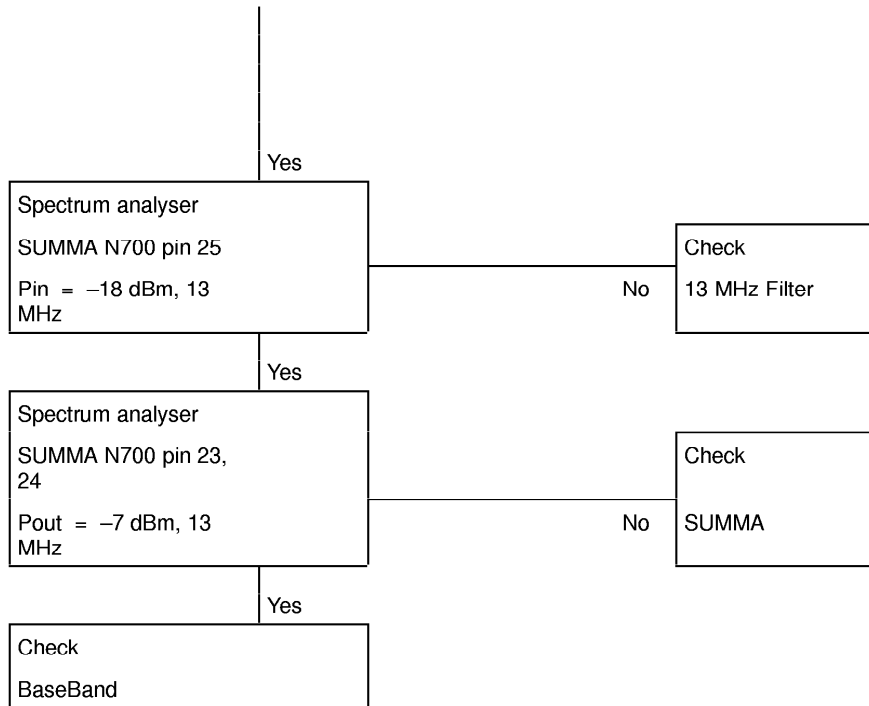 Yes
Spectrum analyser
SUMMA N700 pin 25
Pin = −18 dBm, 13
MHz
No
Check
13 MHz Filter
Yes
Spectrum analyser
SUMMA N700 pin 23,
24
Pout = −7 dBm, 13
MHz
No
Check
SUMMA
Yes
Check
BaseBand